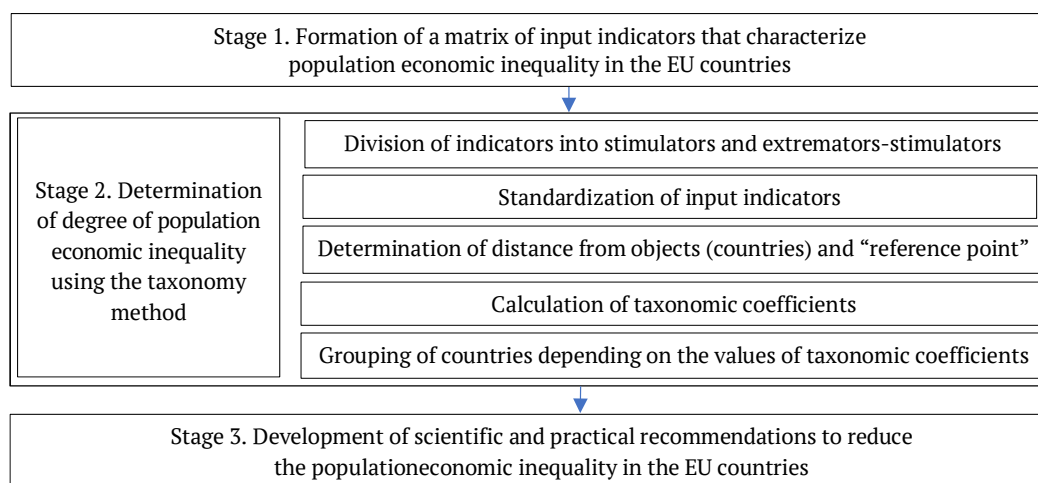 Stage 1. Formation of a matrix of input indicators that characterize
population economic inequality in the EU countries
Stage 2. Determination
of degree of population
economic inequality
using the taxonomy
method
Division of indicators into stimulators and extremators-stimulators
Standardization of input indicators
Determination of distance from objects (countries) and “reference point”
Calculation of taxonomic coefficients
Grouping of countries depending on the values of taxonomic coefficients
Stage 3. Development of scientific and practical recommendations to reduce
the populationeconomic inequality in the EU countries